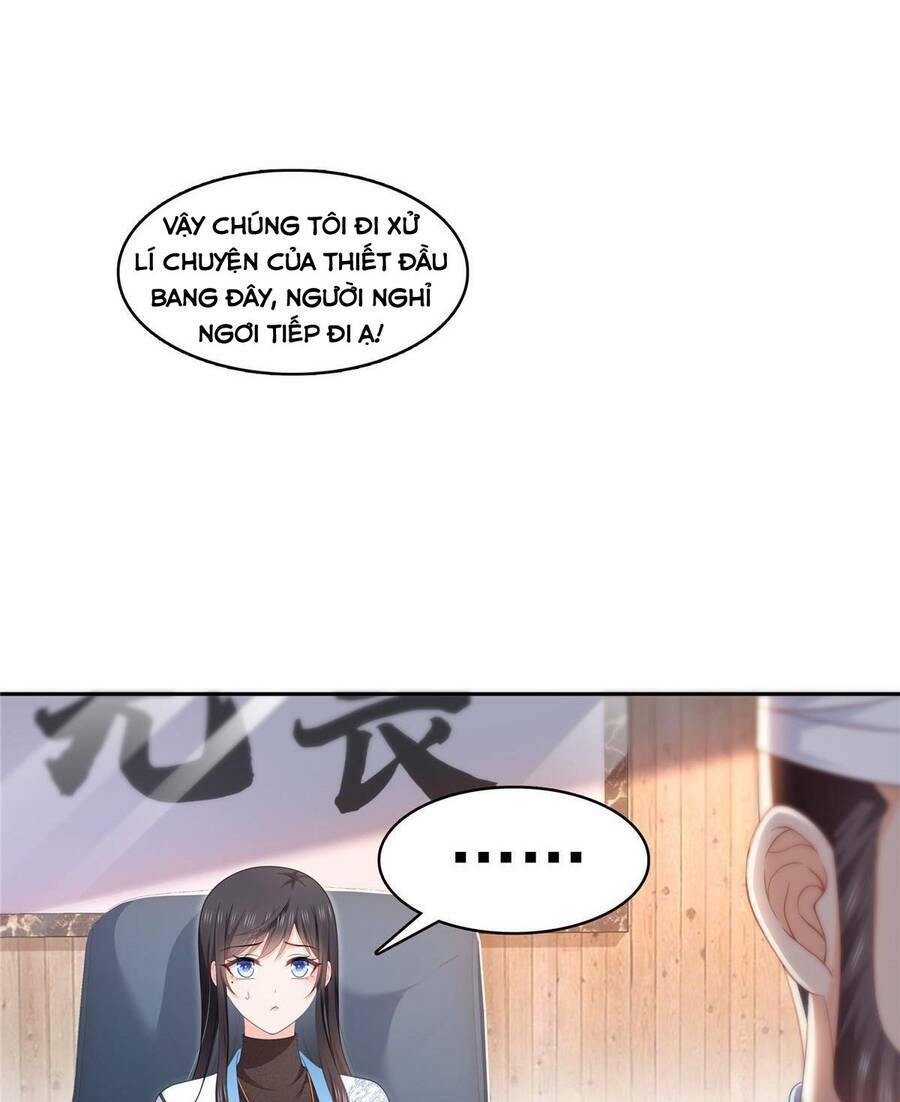 VẬY CHÚNG TÔI ĐI XỬ
LÍ CHUYỆN CỦA THIẾT ĐẦU
BANG ĐÂY, NGƯỜI NGHỈ
NGƠI TIẾP ĐI Ạ!
......